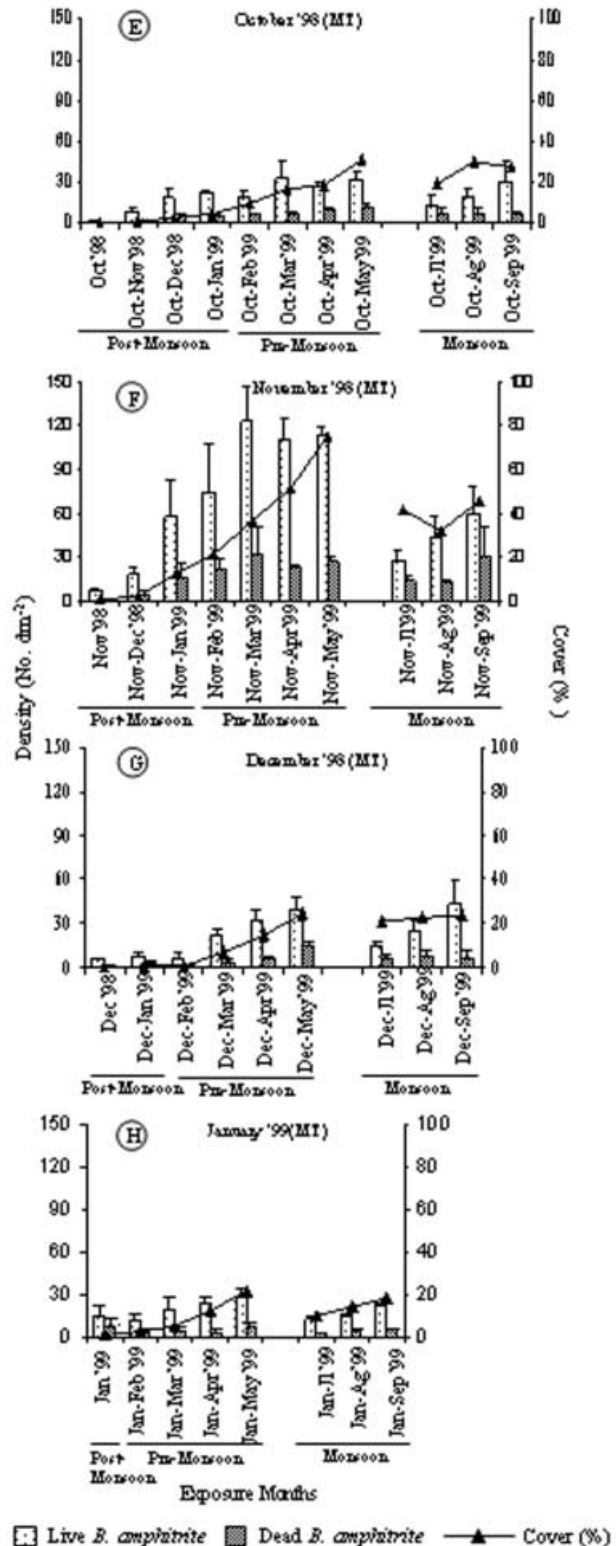 E October '98 (MT)
150 100
120 80
90 60
60 40
30 20
0 0
Oct'98
Oct-Nov'98
Oct-Dec'98
Oct-Jan'99
Oct-Feb'99
Oct-Mar'99
Oct-Apr'99
Oct-May'99
Oct-Jl'99
Oct-Ag'99
Oct-Sep'99
Post-Monsoon Pre-Monsoon Monsoon
F November '98 (MT)
150 100
120 80
90 60
60 40
30 20
0 0
Nov'98
Nov-Dec'98
Nov-Jan'99
Nov-Feb'99
Nov-Mar'99
Nov-Apr'99
Nov-May'99
Nov-Jl'99
Nov-Ag'99
Nov-Sep'99
Post-Monsoon Pre-Monsoon Monsoon
Density (No. dm-2)
Cover (% )
G December '98 (MT)
150 100
120 80
90 60
60 40
30 20
0 0
Dec'98
Dec-Jan'99
Dec-Feb'99
Dec-Mar'99
Dec-Apr'99
Dec-May'99
Dec-Jl'99
Dec-Ag'99
Dec-Sep'99
Post-Monsoon Pre-Monsoon Monsoon
H January '99(MT)
150 100
120 80
90 60
60 40
30 20
0 0
Jan'99
Jan-Feb'99
Jan-Mar'99
Jan-Apr'99
Jan-May'99
Jan-Jl'99
Jan-Ag'99
Jan-Sep'99
Post Monsoon Pre-Monsoon Monsoon
Exposure Months
Live B. amphitrite Dead B. amphitrite Cover (%)